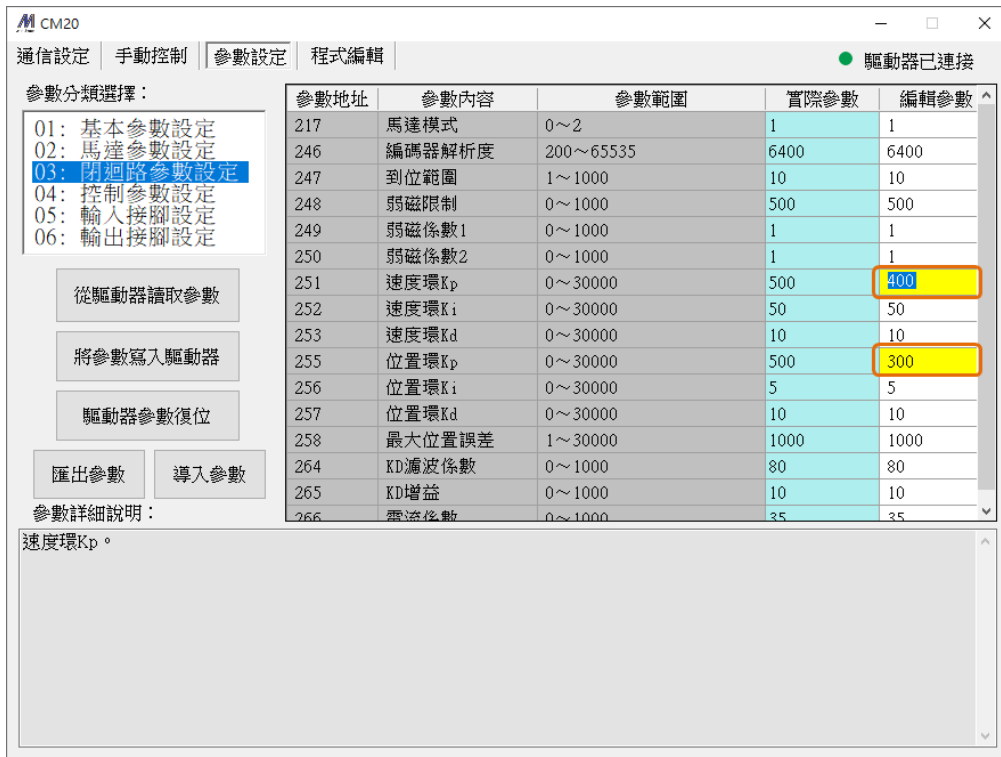 CM20
通信設定 手動控制 參數設定 程式編輯 驅動器已連接
參數分類選擇：
01: 基本參數設定
02: 馬達參數設定
03: 閉迴路參數設定
04: 控制參數設定
05: 輸入接腳設定
06: 輸出接腳設定
從驅動器讀取參數
將參數寫入驅動器
驅動器參數復位
匯出參數 導入參數
參數地址 參數內容 參數範圍 實際參數 編輯參數
217 馬達模式 0～2 1 1
246 編碼器解析度 200～65535 6400 6400
247 到位範圍 1～1000 10 10
248 弱磁限制 0～1000 500 500
249 弱磁係數1 0～1000 1 1
250 弱磁係數2 0～1000 1 1
251 速度環Kp 0～30000 500 400
252 速度環Ki 0～30000 50 50
253 速度環Kd 0～30000 10 10
255 位置環Kp 0～30000 500 300
256 位置環Ki 0～30000 5 5
257 位置環Kd 0～30000 10 10
258 最大位置誤差 1～30000 1000 1000
264 KD濾波係數 0～1000 80 80
265 KD增益 0～1000 10 10
266 電流係數 0～1000 35 35
參數詳細說明：
速度環Kp。